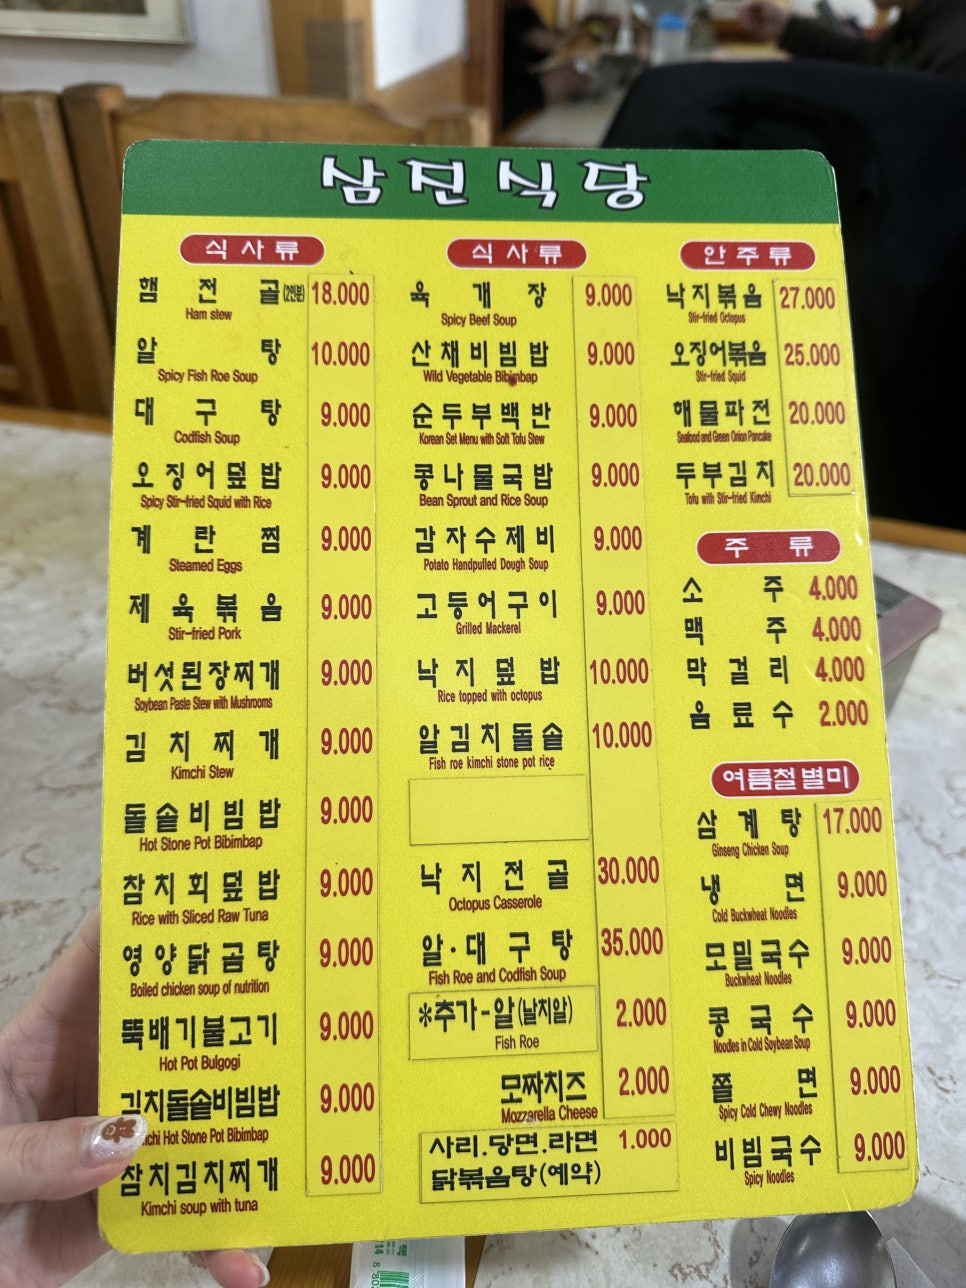 삼진식당
식사류
햄전골(2인분) 18.000
Ham stew
알탕 10.000
Spicy Fish Roe Soup
대구탕 9.000
Codfish Soup
오징어덮밥 9.000
Spicy Stir-fried Squid with Rice
계란찜 9.000
Steamed Eggs
제육볶음 9.000
Stir-fried Pork
버섯된장찌개 9.000
Soybean Paste Stew with Mushrooms
김치찌개 9.000
Kimchi Stew
돌솥비빔밥 9.000
Hot Stone Pot Bibimbap
참치회덮밥 9.000
Rice with Sliced Raw Tuna
영양닭곰탕 9.000
Boiled chicken soup of nutrition
뚝배기불고기 9.000
Hot Pot Bulgogi
김치돌솥비빔밥 9.000
chi Hot Stone Pot Bibimbap
참치김치찌개 9.000
Kimchi soup with tuna
식사류
육개장 9.000
Spicy Beef Soup
산채비빔밥 9.000
Wild Vegetable Bibimbap
순두부백반 9.000
Korean Set Menu with Soft Tofu Stew
콩나물국밥 9.000
Bean Sprout and Rice Soup
감자수제비 9.000
Potato Handpulled Dough Soup
고등어구이 9.000
Grilled Mackerel
낙지덮밥 10.000
Rice topped with octopus
알김치돌솥 10.000
Fish roe kimchi stone pot rice
낙지전골 30.000
Octopus Casserole
알·대구탕 35.000
Fish Roe and Codfish Soup
*추가-알(날치알) 2.000
Fish Roe
모짜치즈 2.000
Mozzarella Cheese
사리.당면.라면 1.000
닭볶음탕(예약)
안주류
낙지볶음 27.000
Stir-fried Octopus
오징어볶음 25.000
Stir-fried Squid
해물파전 20.000
Seafood and Green Onion Pancake
두부김치 20.000
Tofu with Stir-fried Kimchi
주류
소주 4.000
맥주 4.000
막걸리 4.000
음료수 2.000
여름철별미
삼계탕 17.000
Ginseng Chicken Soup
냉면 9.000
Cold Buckwheat Noodles
모밀국수 9.000
Buckwheat Noodles
콩국수 9.000
Noodles in Cold Soybean Soup
쫄면 9.000
Spicy Cold Chewy Noodles
비빔국수 9.000
Spicy Noodles